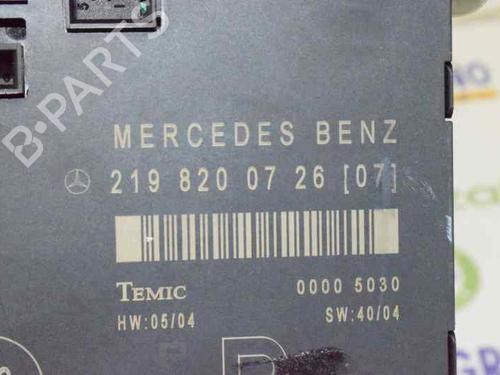 B-PARTS
MERCEDES BENZ
219 820 07 26 [07]
TEMIC 0000 5030
HW:05/04 SW:40/04